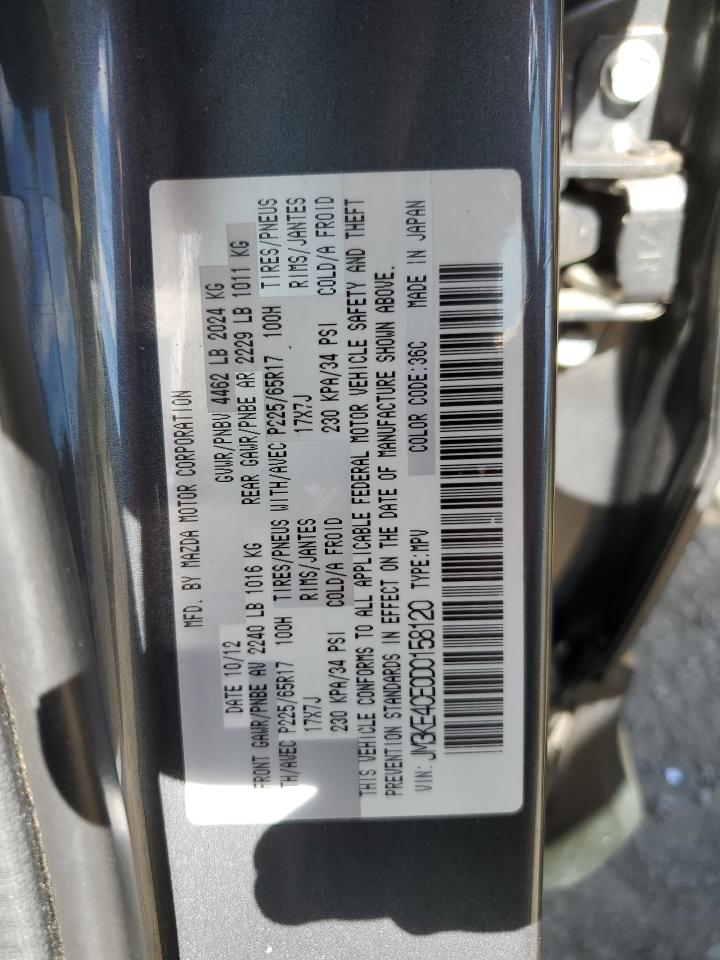 MFD. BY MAZDA MOTOR CORPORATION
DATE 10/12 GVWR/PNBV 4462 LB 2024 KG
FRONT GAWR/PNBE AV 2240 LB 1016 KG REAR GAWR/PNBE AR 2229 LB 1011 KG
TH/AVEC P225/65R17 100H TIRES/PNEUS WITH/AVEC P225/65R17 100H TIRES/PNEUS
17X7J RIMS/JANTES 17X7J RIMS/JANTES
230 KPA/34 PSI COLD/A FROID 230 KPA/34 PSI COLD/A FROID
THIS VEHICLE CONFORMS TO ALL APPLICABLE FEDERAL MOTOR VEHICLE SAFETY AND THEFT
PREVENTION STANDARDS IN EFFECT ON THE DATE OF MANUFACTURE SHOWN ABOVE.
VIN: JM3KE4CE0D0158120 TYPE:MPV COLOR CODE:36C MADE IN JAPAN